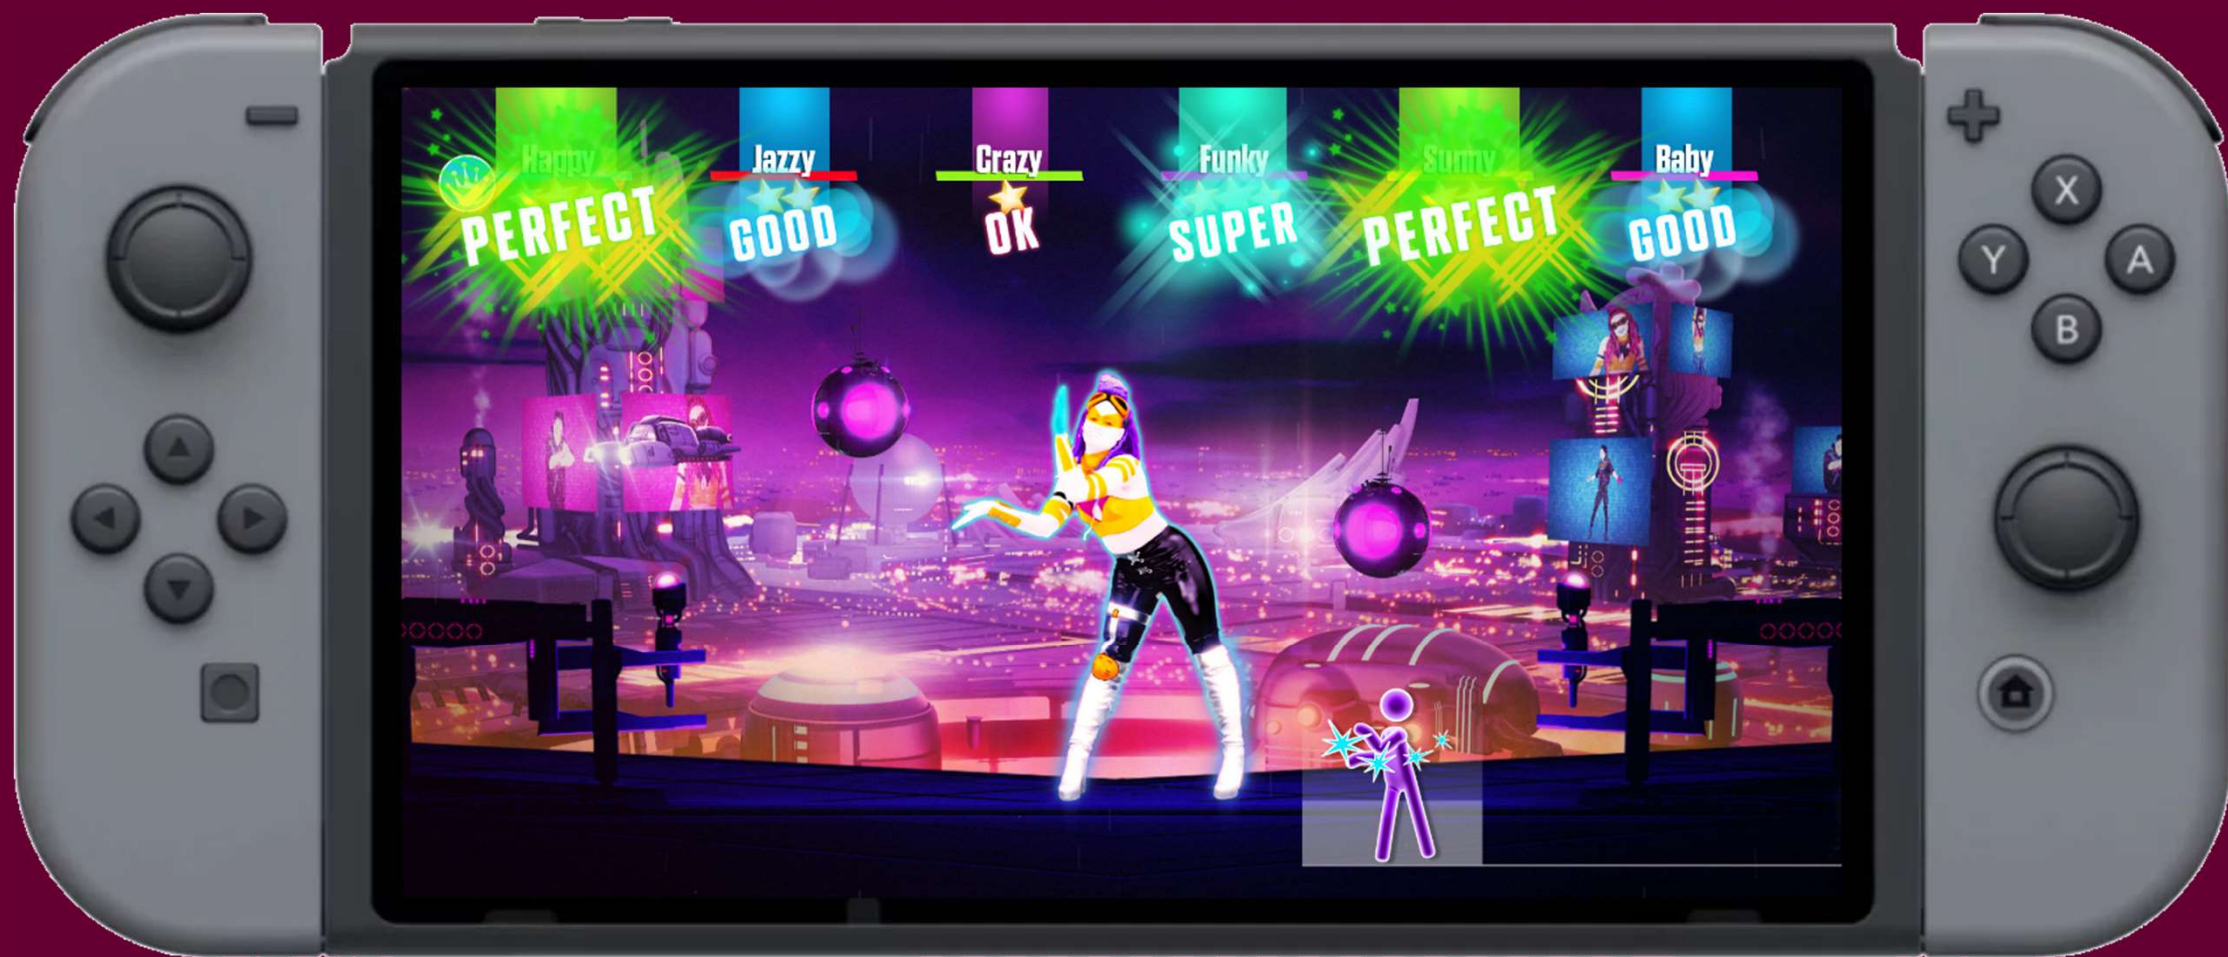 Happy
PERFECT
Jazzy
GOOD
Crazy
OK
Funky
SUPER
Sunny
PERFECT
Baby
GOOD
X
Y
A
B